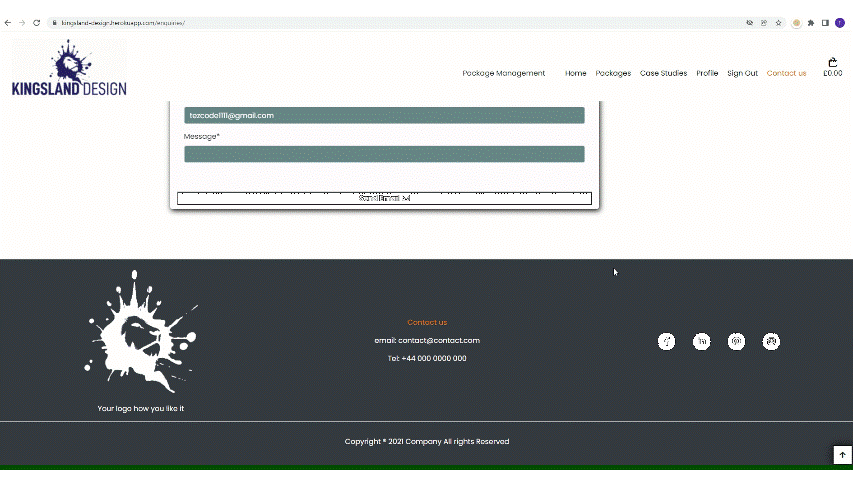 kingsland-design.herokuapp.com/enquiries/
KINGSLAND DESIGN
Package Management Home Packages Case Studies Profile Sign Out Contact us £0.00
tezcode1111@gmail.com
Message*
Send Email
Contact us
email: contact@contact.com
Tel: +44 000 0000 000
Your logo how you like it
Copyright ® 2021 Company All rights Reserved